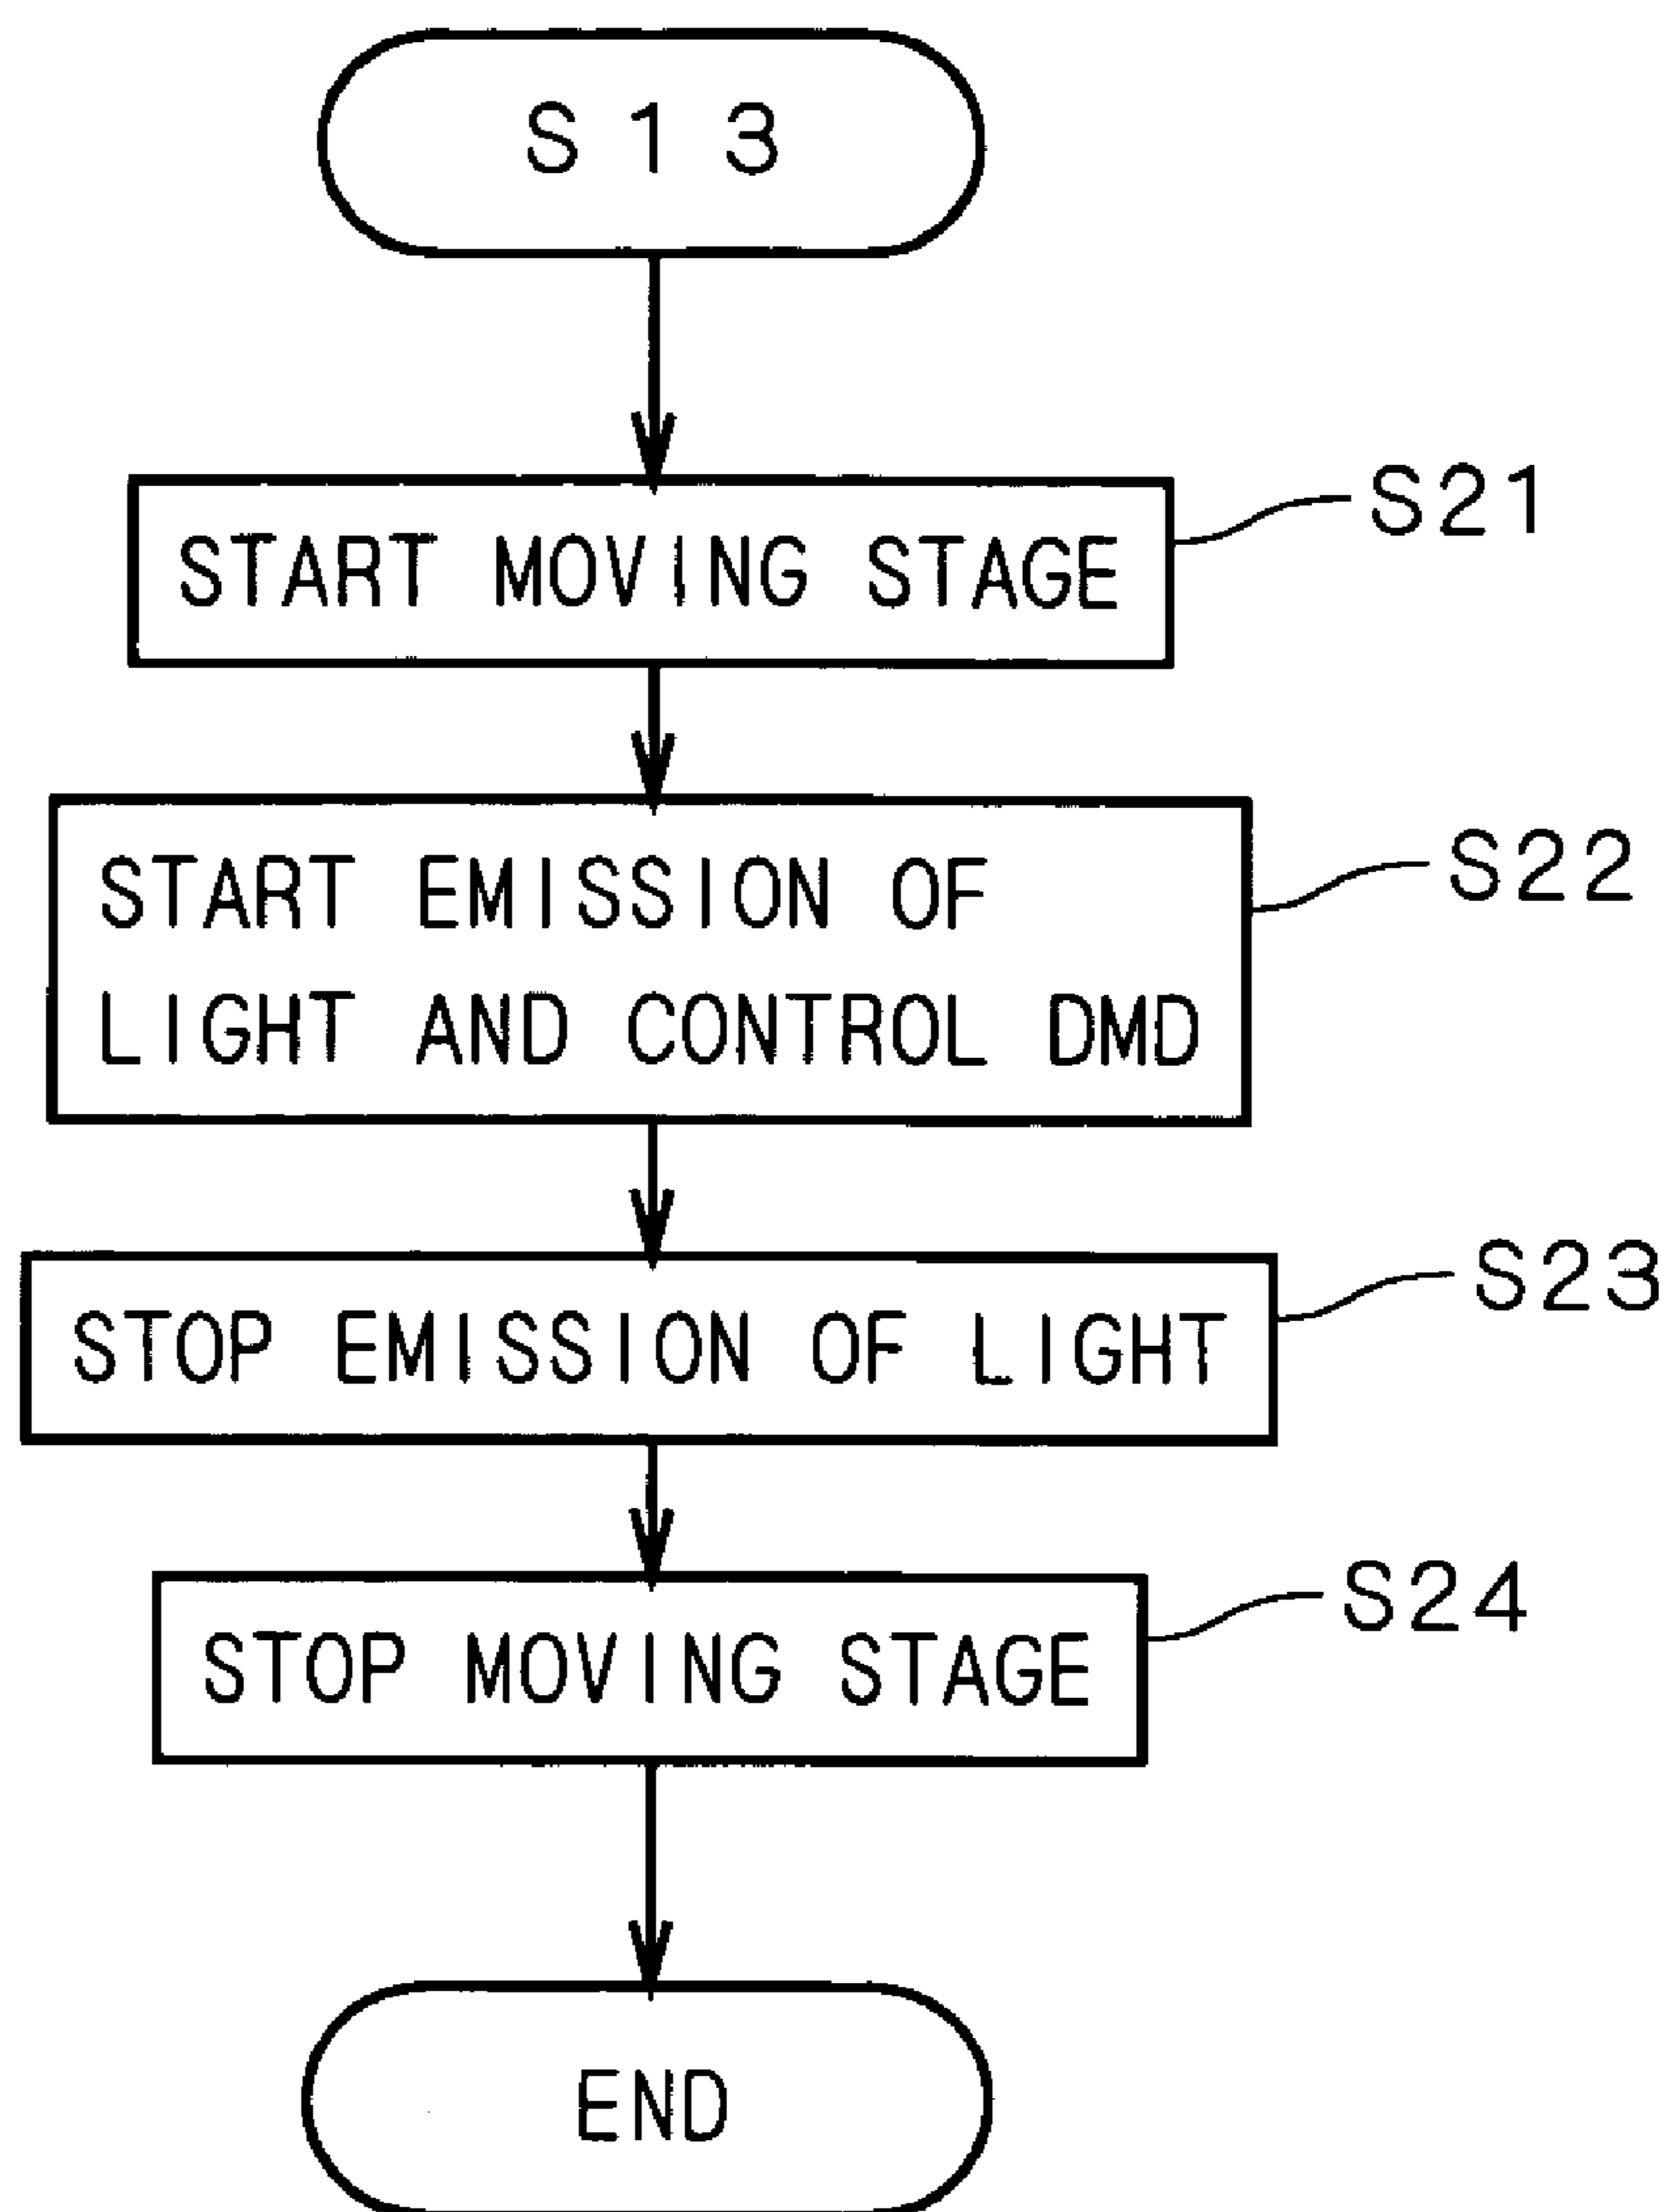 S13
START MOVING STAGE
S21
START EMISSION OF
LIGHT AND CONTROL DMD
S22
STOP EMISSION OF LIGHT
S23
STOP MOVING STAGE
S24
END